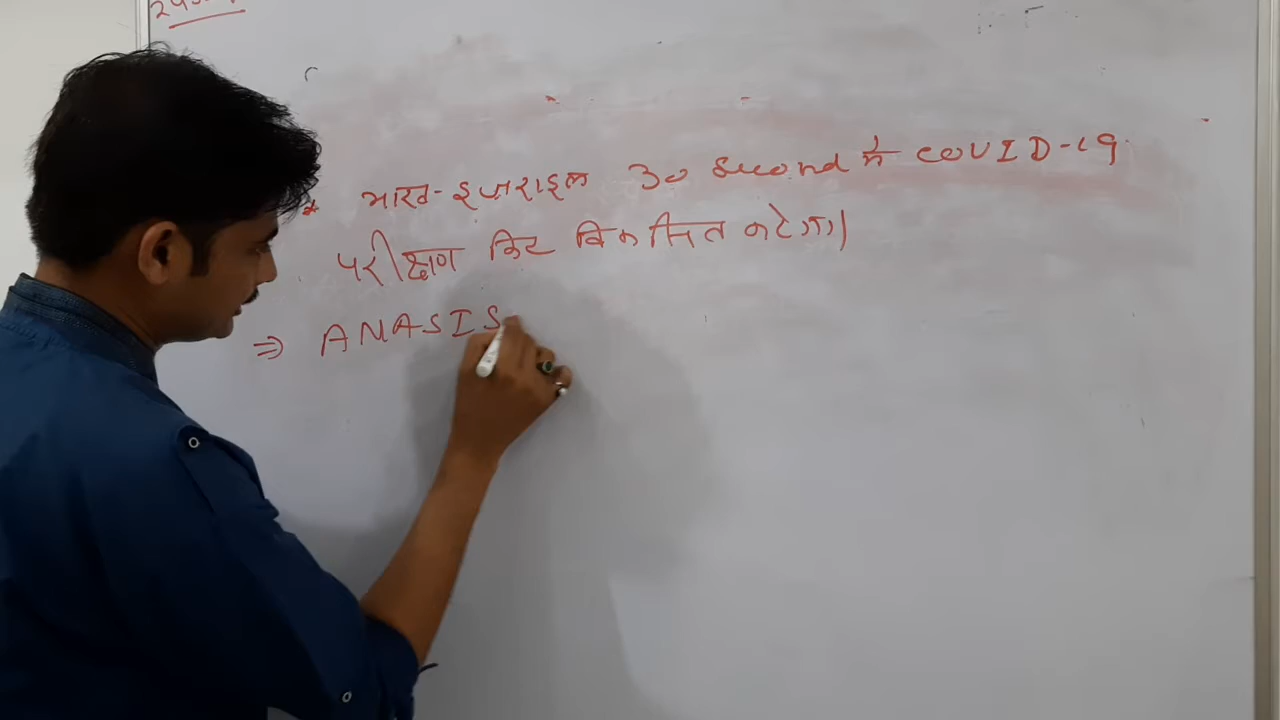 * भारत-इजराइल 30 second में COVID-19
परीक्षण किट विकसित करेगा।
⇒ ANASIS